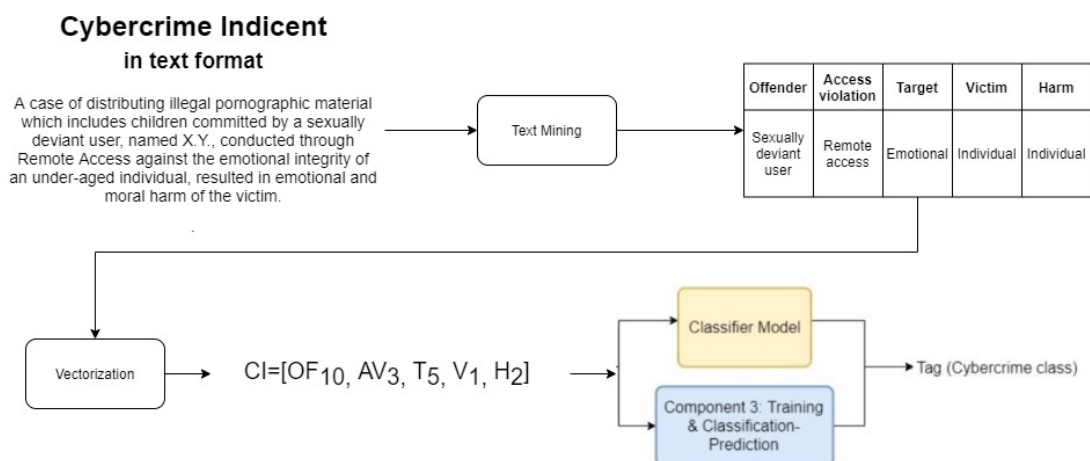 Cybercrime Indicent
in text format
A case of distributing illegal pornographic material
which includes children committed by a sexually
deviant user, named X.Y., conducted through
Remote Access against the emotional integrity of
an under-aged individual, resulted in emotional and
moral harm of the victim.
.
Text Mining
Offender Access violation Target Victim Harm
Sexually deviant user Remote access Emotional Individual Individual
Vectorization
CI=[OF10, AV3, T5, V1, H2]
Classifier Model
Component 3: Training
& Classification-
Prediction
Tag (Cybercrime class)